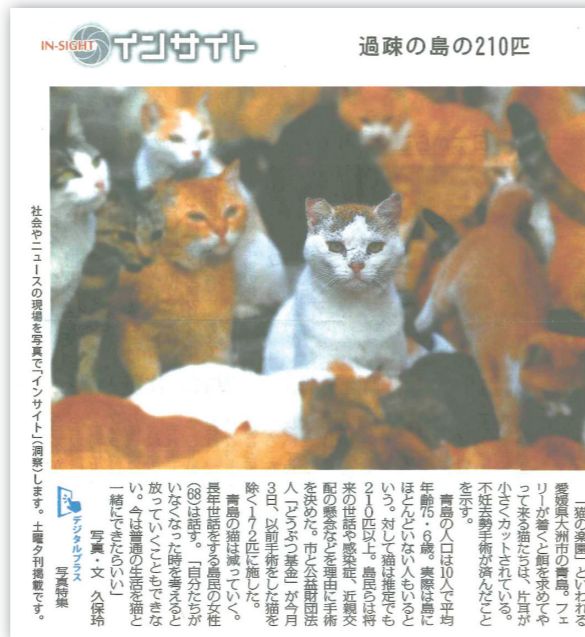 IN-SIGHT インサイト
過疎の島の210匹
「猫の楽園」といわれる
愛媛県大洲市の青島。フェ
リーが着くと餌を求めてや
って来る猫たちは、片耳が
小さくカットされている。
不妊去勢手術が済んだこと
を示す。
青島の人口は10人で平均
年齢75・6歳。実際は島に
ほとんどいない人もいると
いう。対して猫は推定でも
210匹以上。島民らは将
来の世話や感染症、近親交
配の懸念などを理由に手術
を決めた。市と公益財団法
人「どうぶつ基金」が今月
3日、以前手術をした猫を
除く172匹に施した。
青島の猫は減っていく。
長年世話をする島民の女性
(68)は話す。「自分たちが
いなくなった時を考えると
放っていくこともできな
い。今は普通の生活を猫と
一緒にできたらいい」
写真・文 久保玲
デジタルプラス
写真特集
社会やニュースの現場を写真で「インサイト」(洞察)します。土曜夕刊掲載です。